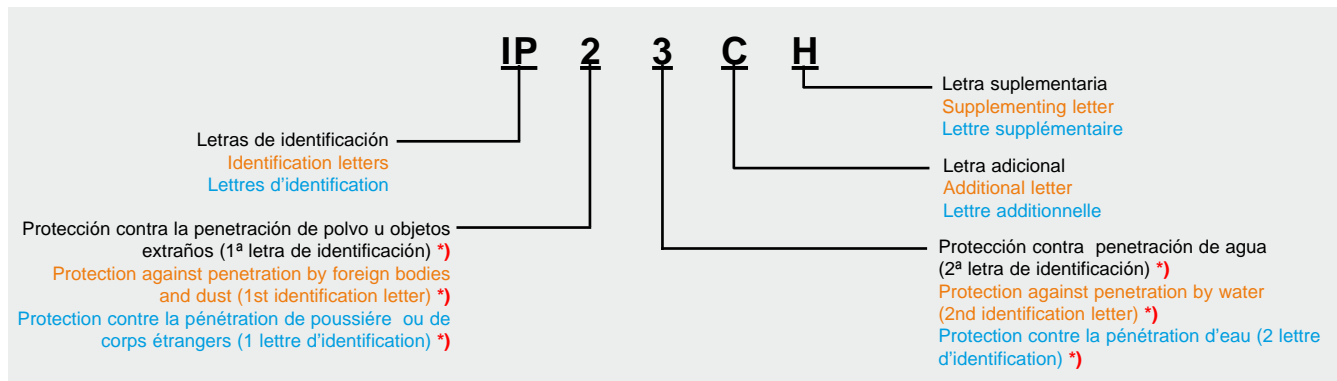 IP 2 3 C H
Letra suplementaria
Supplementing letter
Lettre supplémentaire
Letras de identificación
Identification letters
Lettres d'identification
Letra adicional
Additional letter
Lettre additionnelle
Protección contra la penetración de polvo u objetos
extraños (1ª letra de identificación) *)
Protection against penetration by foreign bodies
and dust (1st identification letter) *)
Protection contre la pénétration de poussiére ou de
corps étrangers (1 lettre d'identification) *)
Protección contra penetración de agua
(2ª letra de identificación) *)
Protection against penetration by water
(2nd identification letter) *)
Protection contre la pénétration d'eau (2 lettre
d'identification) *)